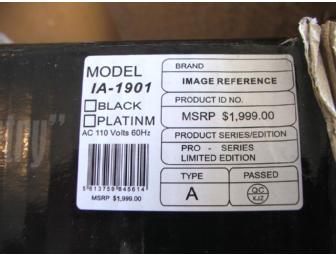 MODEL
IA-1901
BLACK
PLATINM
AC 110 Volts 60Hz
MSRP $1,999.00
BRAND
IMAGE REFERENCE
PRODUCT ID NO.
MSRP $1,999.00
PRODUCT SERIES/EDITION
PRO - SERIES
LIMITED EDITION
TYPE
A
PASSED
QC
XJZ